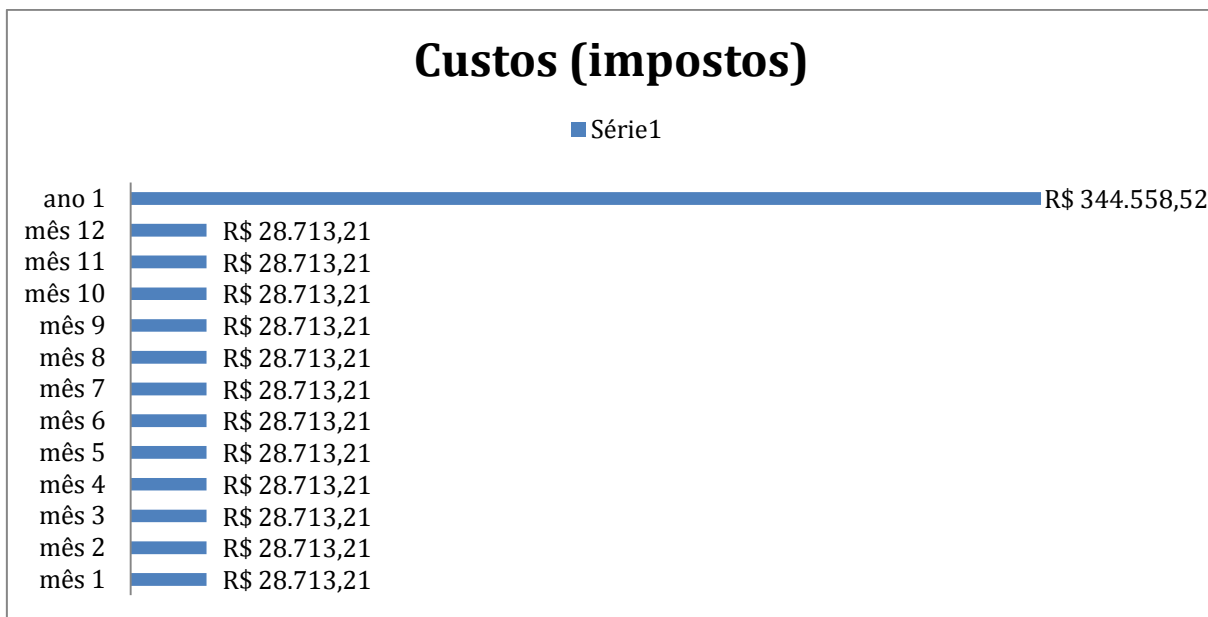 Custos (impostos)
Série1
ano 1 R$ 344.558,52
mês 12 R$ 28.713,21
mês 11 R$ 28.713,21
mês 10 R$ 28.713,21
mês 9 R$ 28.713,21
mês 8 R$ 28.713,21
mês 7 R$ 28.713,21
mês 6 R$ 28.713,21
mês 5 R$ 28.713,21
mês 4 R$ 28.713,21
mês 3 R$ 28.713,21
mês 2 R$ 28.713,21
mês 1 R$ 28.713,21